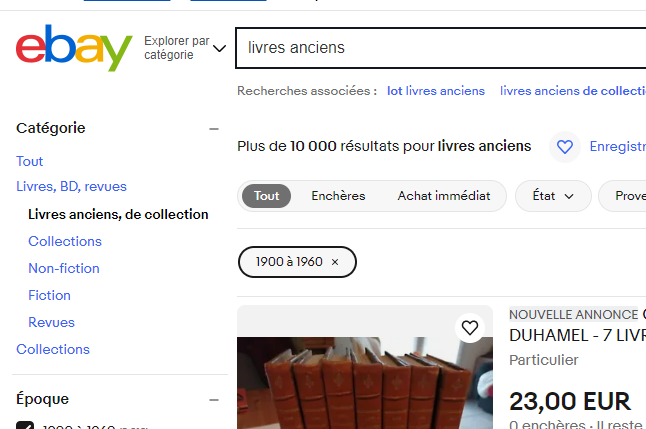 ebay
Explorer par
catégorie
livres anciens
Recherches associées : lot livres anciens livres anciens de collecti
Catégorie
Tout
Livres, BD, revues
Livres anciens, de collection
Collections
Non-fiction
Fiction
Revues
Collections
Époque
1900 à 1960
Plus de 10 000 résultats pour livres anciens
Enregistr
Tout Enchères Achat immédiat État Prove
1900 à 1960 ×
NOUVELLE ANNONCE
DUHAMEL - 7 LIVR
Particulier
23,00 EUR
0 enchères · Il reste